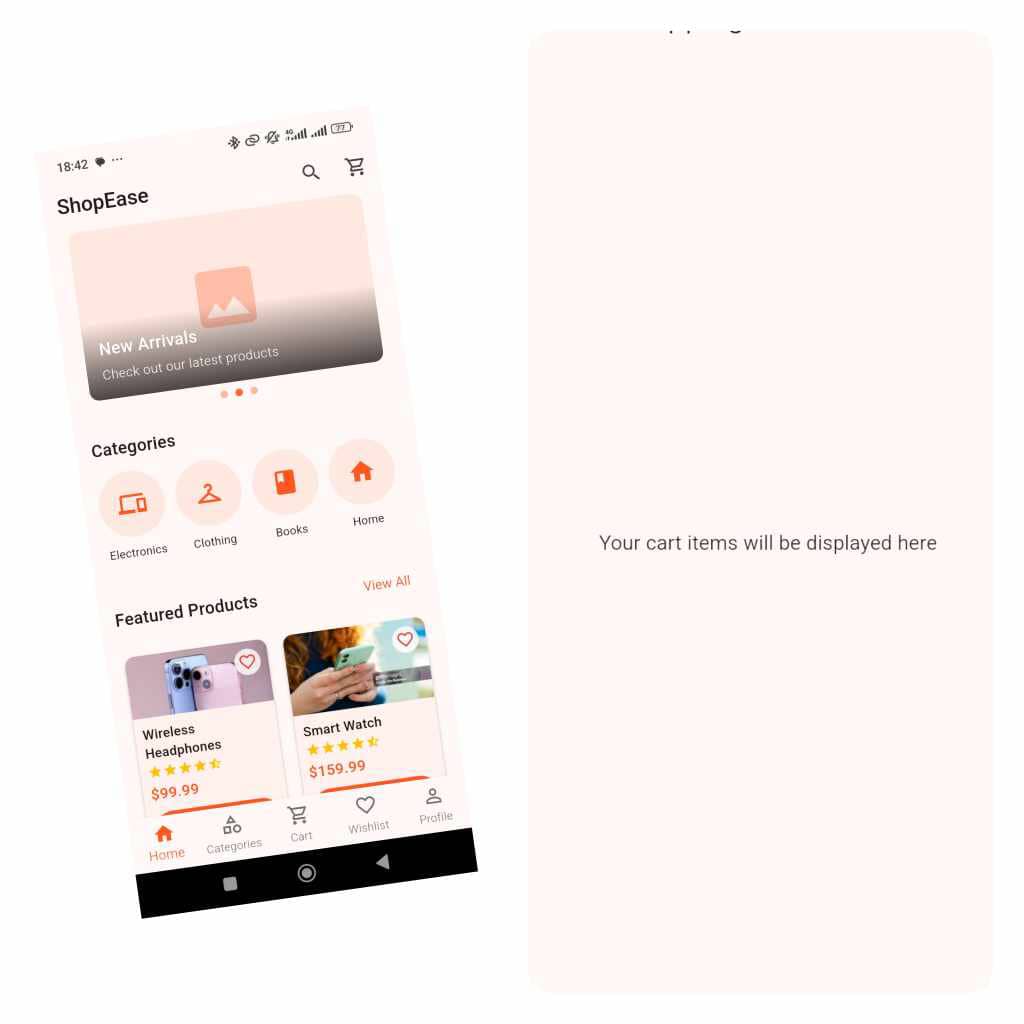 18:42
4G
77
ShopEase
New Arrivals
Check out our latest products
Categories
Electronics
Clothing
Books
Home
Featured Products
View All
Wireless
Headphones
$99.99
Smart Watch
$159.99
Home
Categories
Cart
Wishlist
Profile
Your cart items will be displayed here